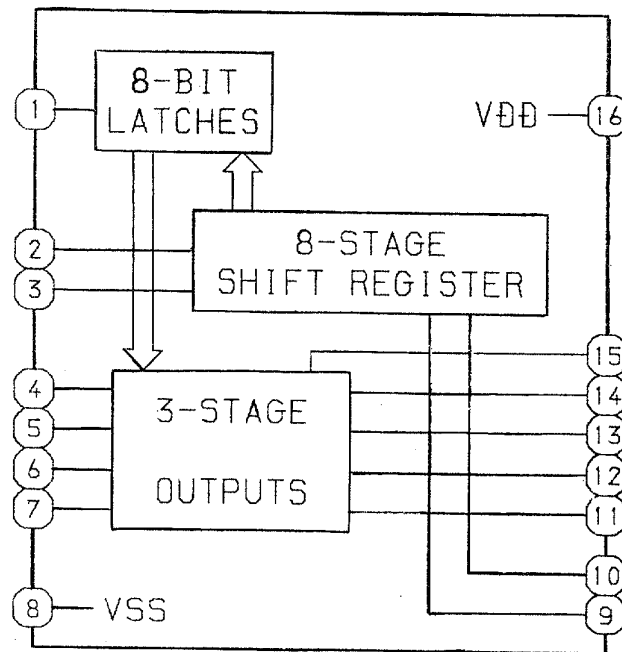 8-BIT
LATCHES
1
VDD
16
2
8-STAGE
3
SHIFT REGISTER
15
4
3-STAGE
14
5
13
6
OUTPUTS
12
7
11
10
8
VSS
9